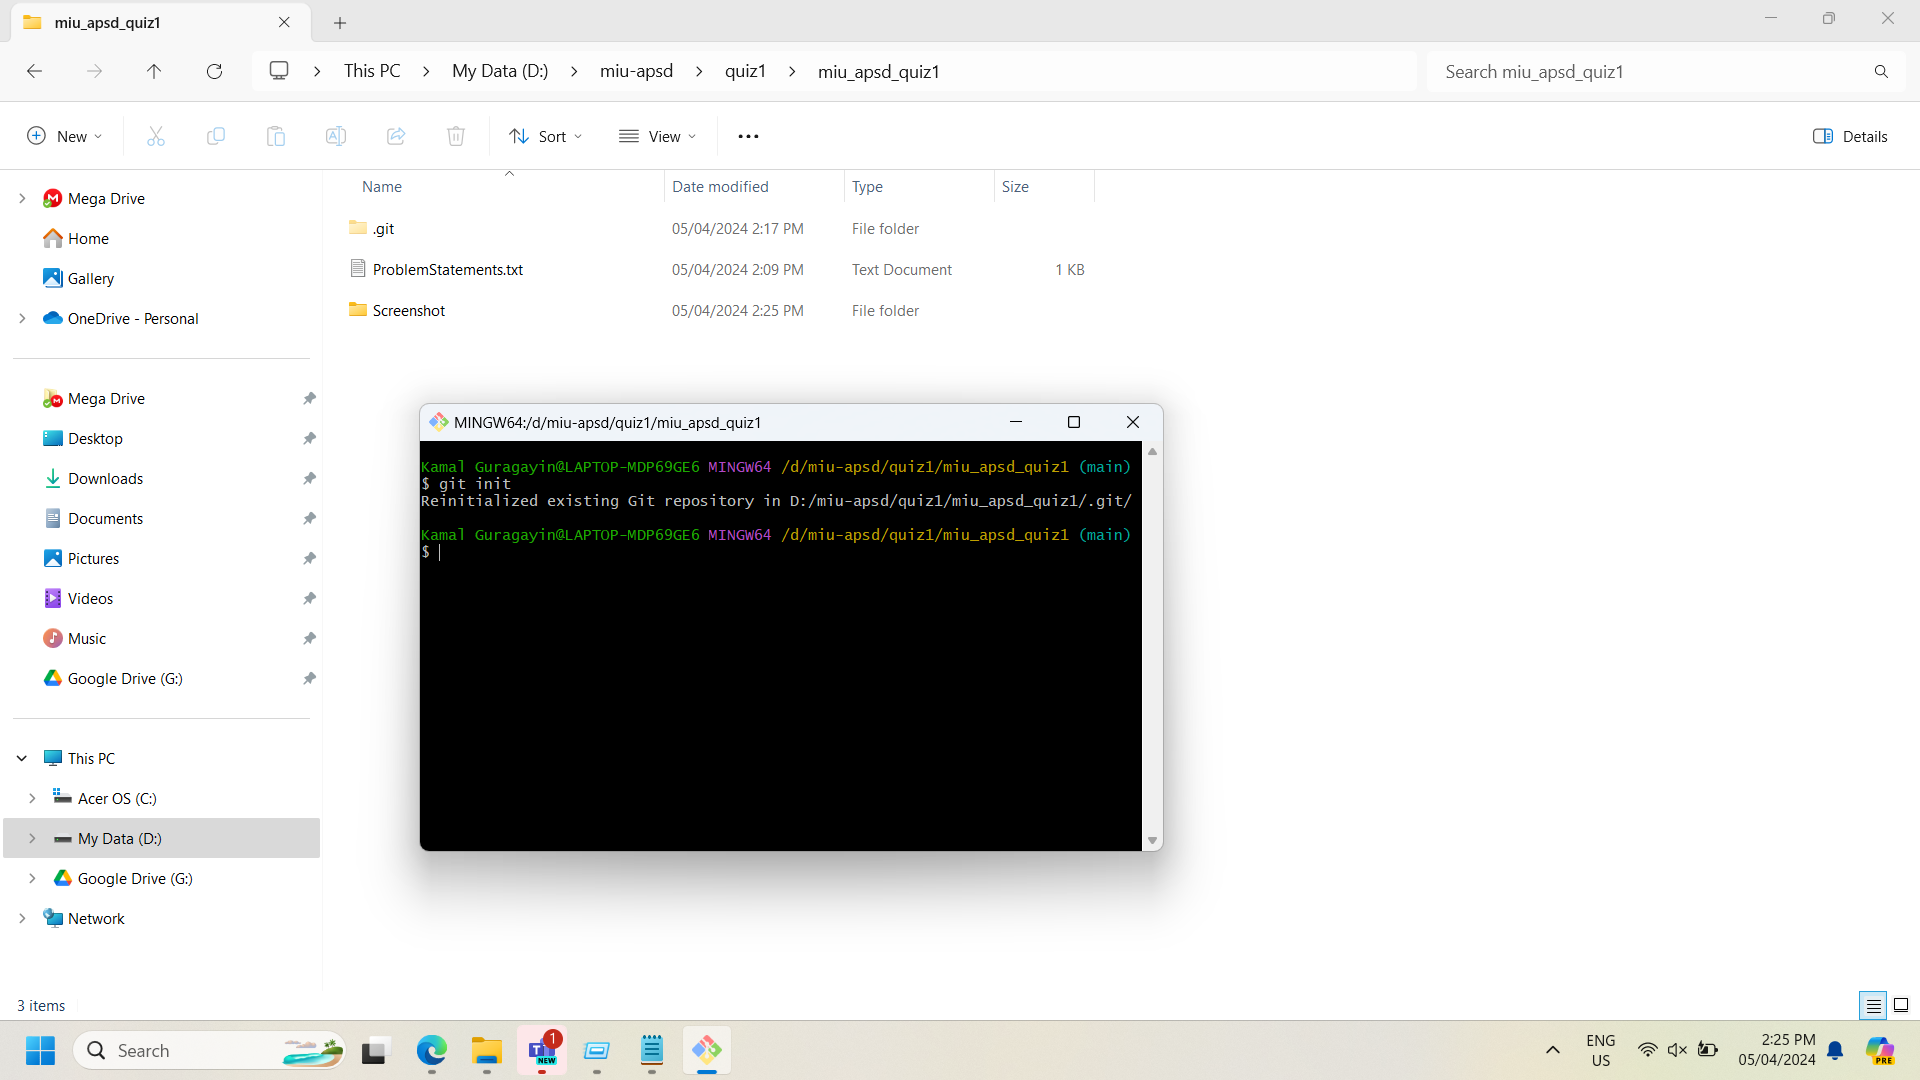 miu_apsd_quiz1
This PC My Data (D:) miu-apsd quiz1 miu_apsd_quiz1
Search miu_apsd_quiz1
New Sort View Details
Name Date modified Type Size
.git 05/04/2024 2:17 PM File folder
ProblemStatements.txt 05/04/2024 2:09 PM Text Document 1 KB
Screenshot 05/04/2024 2:25 PM File folder
Mega Drive
Home
Gallery
OneDrive - Personal
Mega Drive
Desktop
Downloads
Documents
Pictures
Videos
Music
Google Drive (G:)
This PC
Acer OS (C:)
My Data (D:)
Google Drive (G:)
Network
MINGW64:/d/miu-apsd/quiz1/miu_apsd_quiz1
Kamal Guragayin@LAPTOP-MDP69GE6 MINGW64 /d/miu-apsd/quiz1/miu_apsd_quiz1 (main)
$ git init
Reinitialized existing Git repository in D:/miu-apsd/quiz1/miu_apsd_quiz1/.git/
Kamal Guragayin@LAPTOP-MDP69GE6 MINGW64 /d/miu-apsd/quiz1/miu_apsd_quiz1 (main)
$
3 items
Search
1
NEW
ENG
US
2:25 PM
05/04/2024
PRE